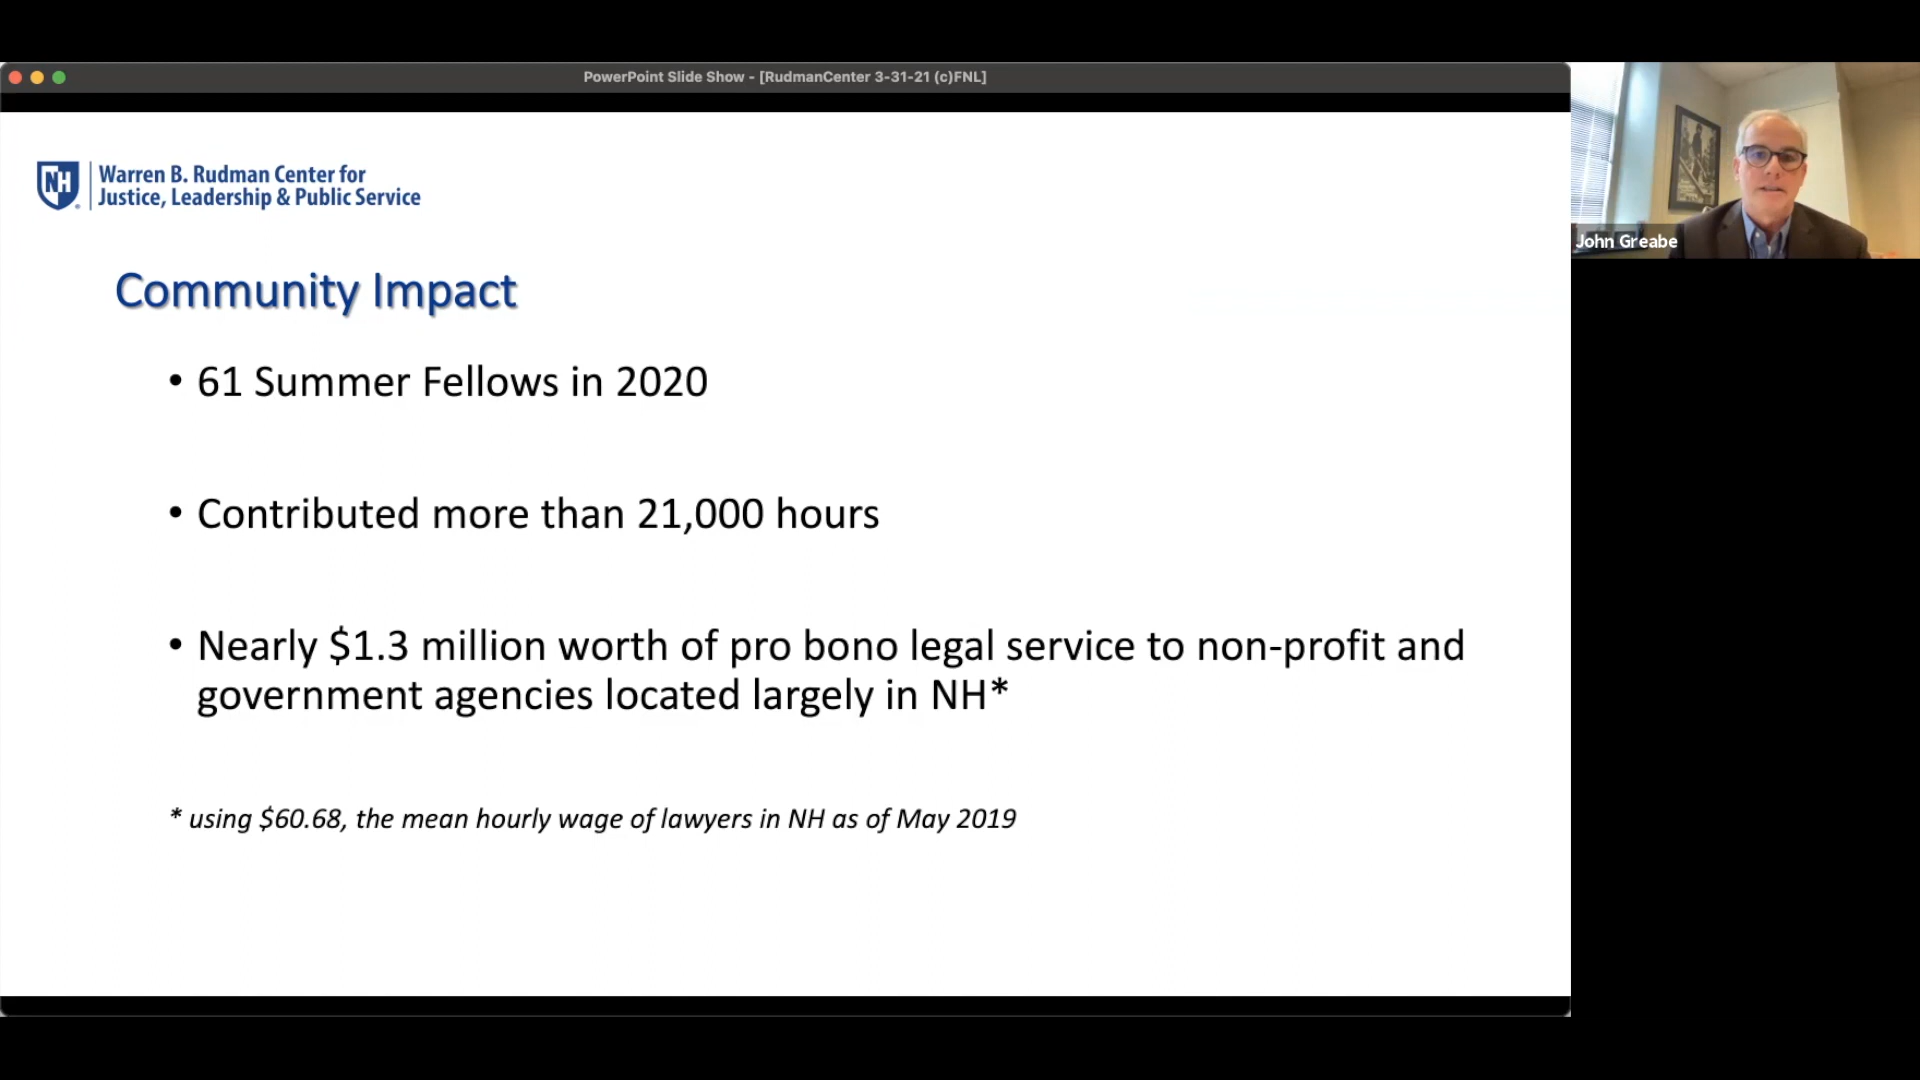 PowerPoint Slide Show - [RudmanCenter 3-31-21 (c)FNL]
NH
Warren B. Rudman Center for
Justice, Leadership & Public Service
John Greabe
Community Impact
• 61 Summer Fellows in 2020
• Contributed more than 21,000 hours
• Nearly $1.3 million worth of pro bono legal service to non-profit and
government agencies located largely in NH*
* using $60.68, the mean hourly wage of lawyers in NH as of May 2019